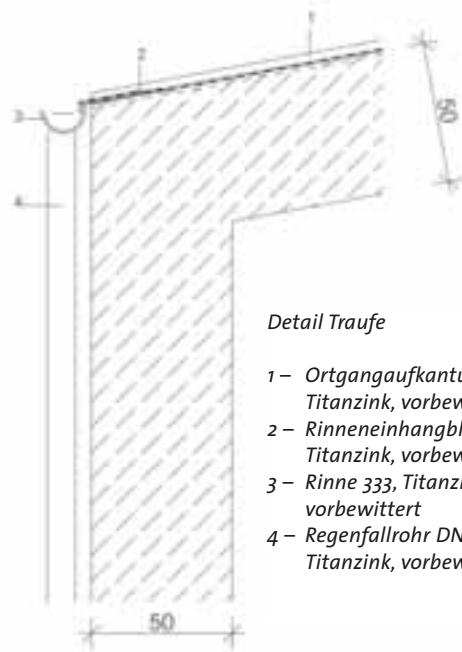 1
2
3
4
50
Detail Traufe
1 – Ortgangaufkantu
Titanzink, vorbew
2 – Rinneneinhangbl
Titanzink, vorbew
3 – Rinne 333, Titanzi
vorbewittert
4 – Regenfallrohr DN
Titanzink, vorbew
50